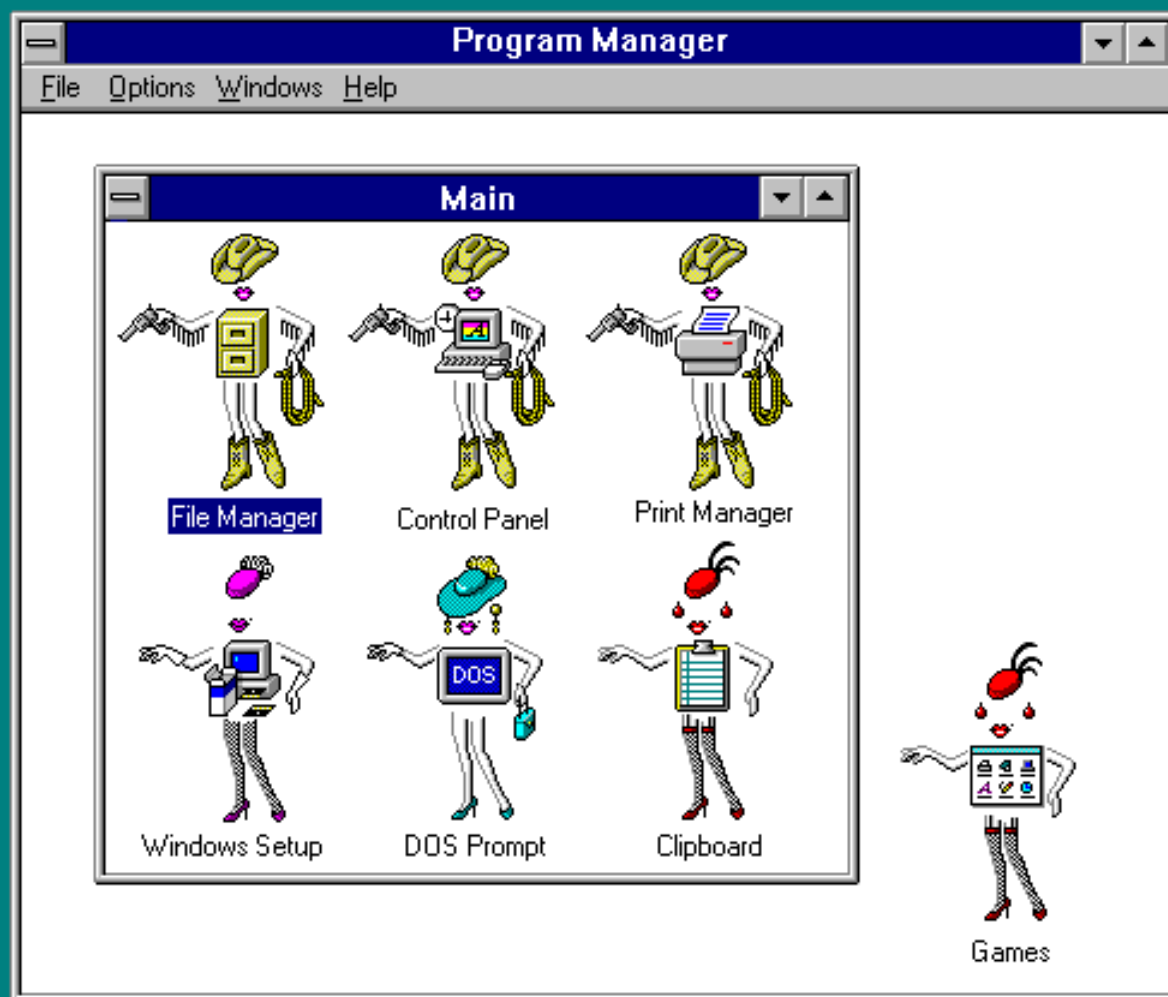 Program Manager
File Options Windows Help
Main
File Manager Control Panel Print Manager
DOS
Windows Setup DOS Prompt Clipboard
Games